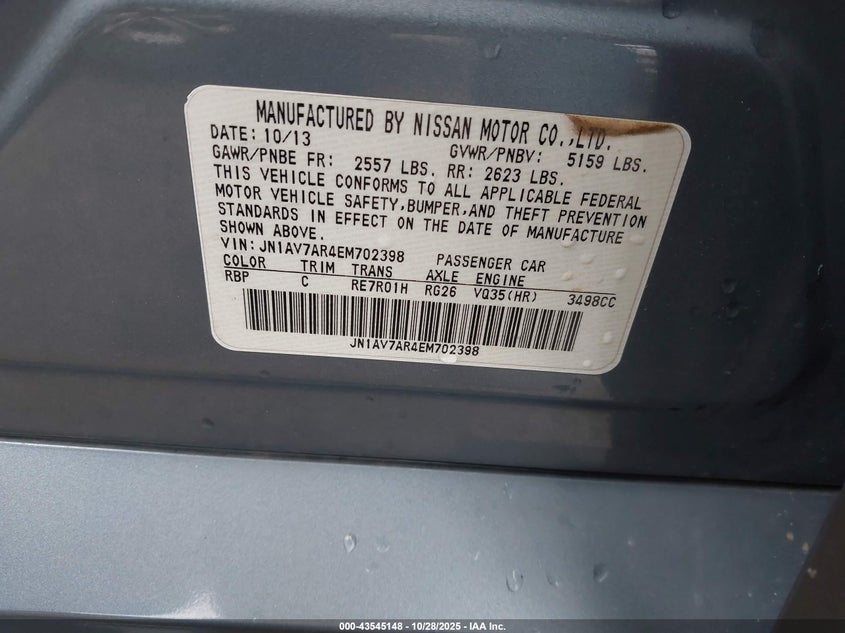 MANUFACTURED BY NISSAN MOTOR CO.,LTD.
DATE: 10/13 GVWR/PNBV: 5159 LBS.
GAWR/PNBE FR: 2557 LBS. RR: 2623 LBS.
THIS VEHICLE CONFORMS TO ALL APPLICABLE FEDERAL
MOTOR VEHICLE SAFETY,BUMPER,AND THEFT PREVENTION
STANDARDS IN EFFECT ON THE DATE OF MANUFACTURE
SHOWN ABOVE.
VIN: JN1AV7AR4EM702398 PASSENGER CAR
COLOR TRIM TRANS AXLE ENGINE
RBP C RE7R01H RG26 VQ35(HR) 3498CC
JN1AV7AR4EM702398
000-43545148 - 10/28/2025 - IAA Inc.